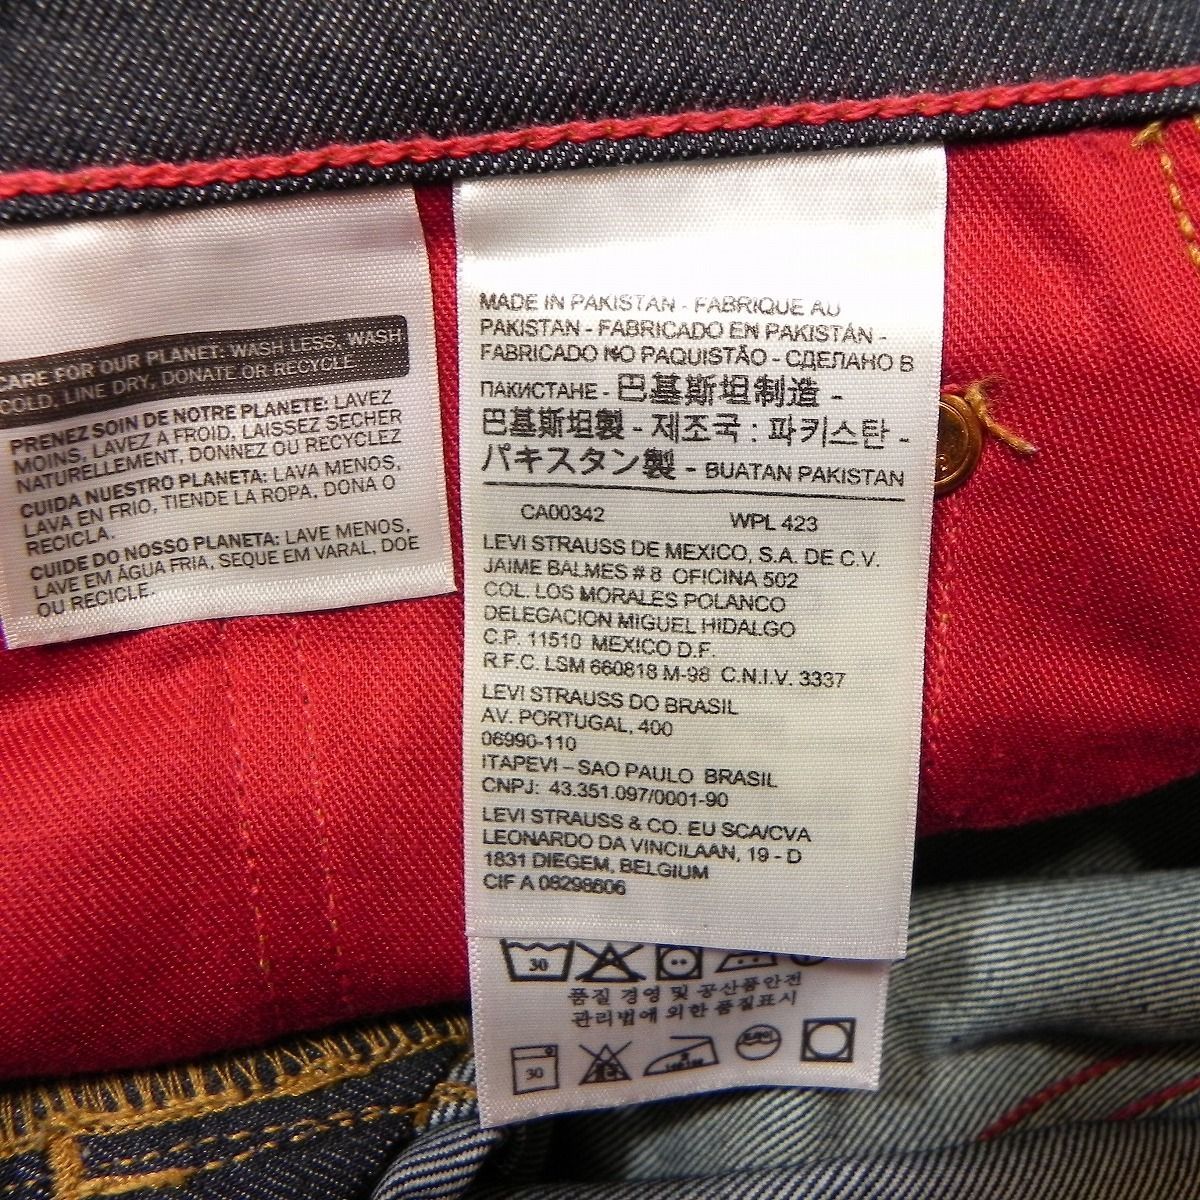 CARE FOR OUR PLANET: WASH LESS, WASH
COLD, LINE DRY, DONATE OR RECYCLE
PRENEZ SOIN DE NOTRE PLANETE: LAVEZ
MOINS, LAVEZ A FROID, LAISSEZ SECHER
NATURELLEMENT, DONNEZ OU RECYCLEZ
CUIDA NUESTRO PLANETA: LAVA MENOS,
LAVA EN FRIO, TIENDE LA ROPA, DONA O
RECICLA.
CUIDE DO NOSSO PLANETA: LAVE MENOS,
LAVE EM ÁGUA FRIA, SEQUE EM VARAL, DOE
OU RECICLE.
MADE IN PAKISTAN - FABRIQUE AU
PAKISTAN - FABRICADO EN PAKISTÁN -
FABRICADO NO PAQUISTÃO - СДЕЛАНО В
ПАКИСТАНЕ - 巴基斯坦制造 -
巴基斯坦製 - 제조국 : 파키스탄 -
パキスタン製 - BUATAN PAKISTAN
CA00342 WPL 423
LEVI STRAUSS DE MEXICO, S.A. DE C.V.
JAIME BALMES # 8 OFICINA 502
COL. LOS MORALES POLANCO
DELEGACION MIGUEL HIDALGO
C.P. 11510 MEXICO D.F.
R.F.C. LSM 660818 M-98 C.N.I.V. 3337
LEVI STRAUSS DO BRASIL
AV. PORTUGAL, 400
06990-110
ITAPEVI – SAO PAULO BRASIL
CNPJ: 43.351.097/0001-90
LEVI STRAUSS & CO. EU SCA/CVA
LEONARDO DA VINCILAAN, 19 - D
1831 DIEGEM, BELGIUM
CIF A 08298606
30
품질 경영 및 공산품안전
관리법에 의한 품질표시
30